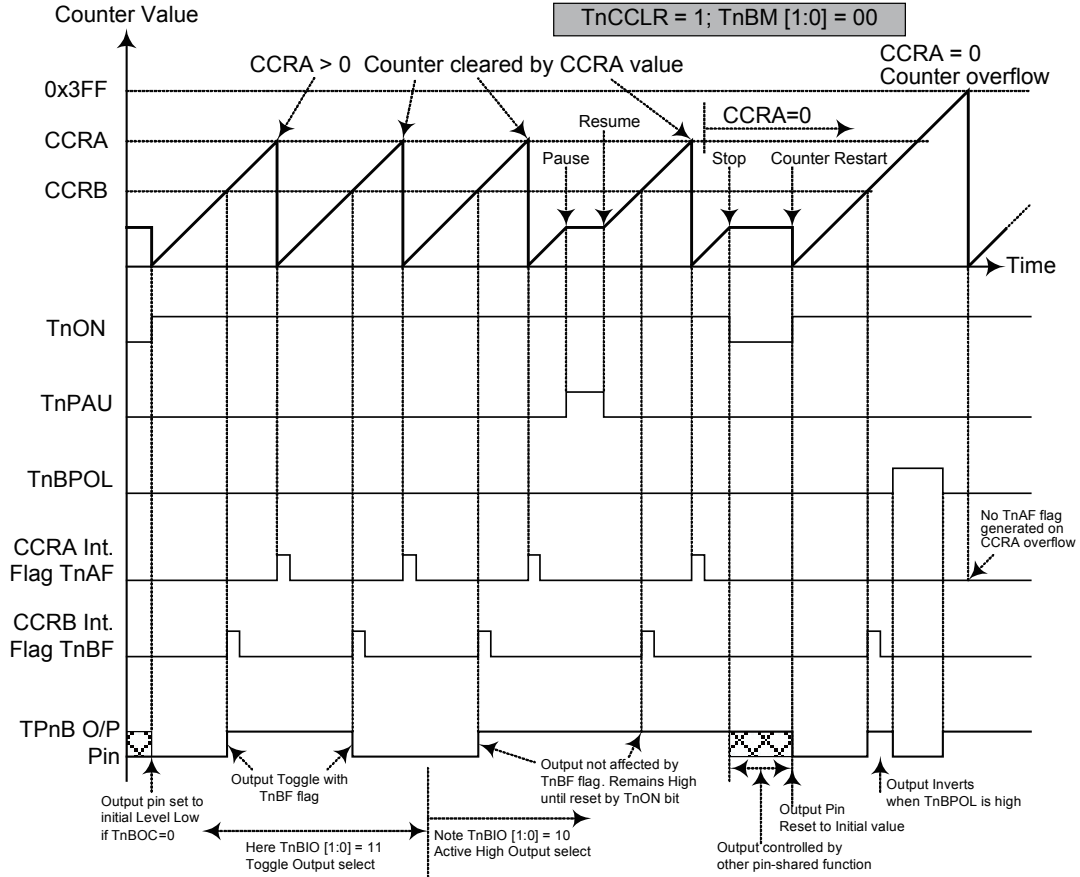 Counter Value
TnCCLR = 1; TnBM [1:0] = 00
CCRA = 0
Counter overflow
CCRA > 0 Counter cleared by CCRA value
0x3FF
CCRA=0
Resume
CCRA
Pause
Stop
Counter Restart
CCRB
Time
TnON
TnPAU
TnBPOL
No TnAF flag
generated on
CCRA overflow
CCRA Int.
Flag TnAF
CCRB Int.
Flag TnBF
TPnB O/P
Pin
Output pin set to
initial Level Low
if TnBOC=0
Output Toggle with
TnBF flag
Output not affected by
TnBF flag. Remains High
until reset by TnON bit
Output Inverts
when TnBPOL is high
Output Pin
Reset to Initial value
Here TnBIO [1:0] = 11
Toggle Output select
Note TnBIO [1:0] = 10
Active High Output select
Output controlled by
other pin-shared function